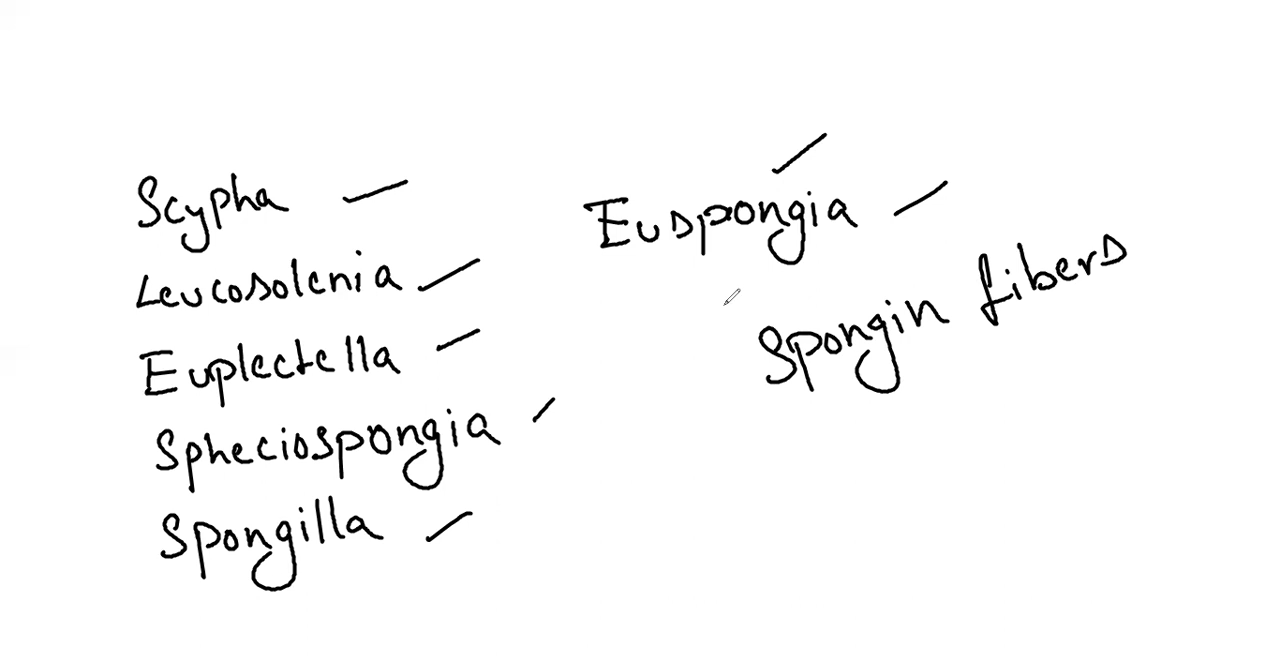 Scypha
Leucosolenia
Euplectella
Spheciospongia
Spongilla
Euspongia
Spongin fibers